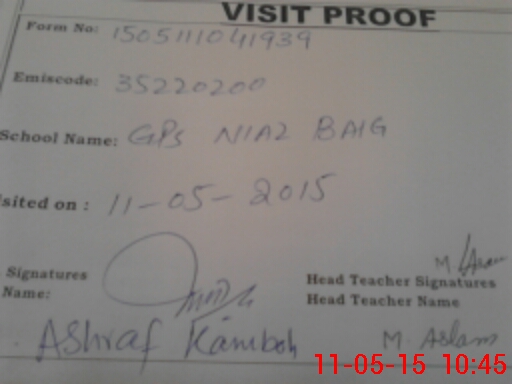 VISIT PROOF
Form No: 1505111041939
Emiscode: 35220200
School Name: GPS NIAZ BAIG
isited on : 11-05-2015
Signatures
Head Teacher Signatures
Name: Ashraf Kamboh
Head Teacher Name M. Aslam
11-05-15 10:45